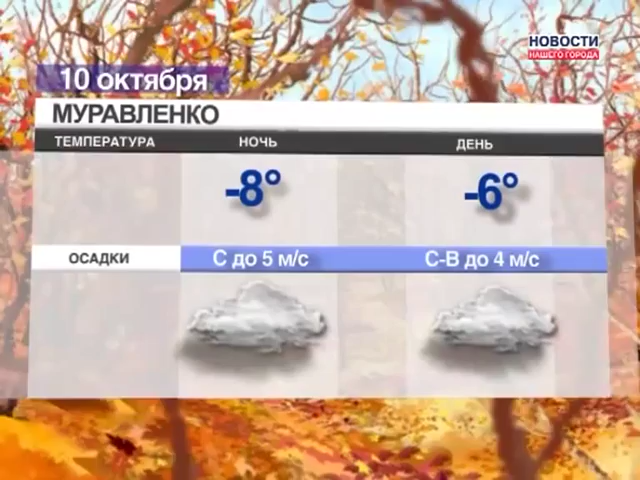 НОВОСТИ
НАШЕГО ГОРОДА
10 октября
МУРАВЛЕНКО
ТЕМПЕРАТУРА НОЧЬ ДЕНЬ
-8° -6°
ОСАДКИ С до 5 м/с С-В до 4 м/с